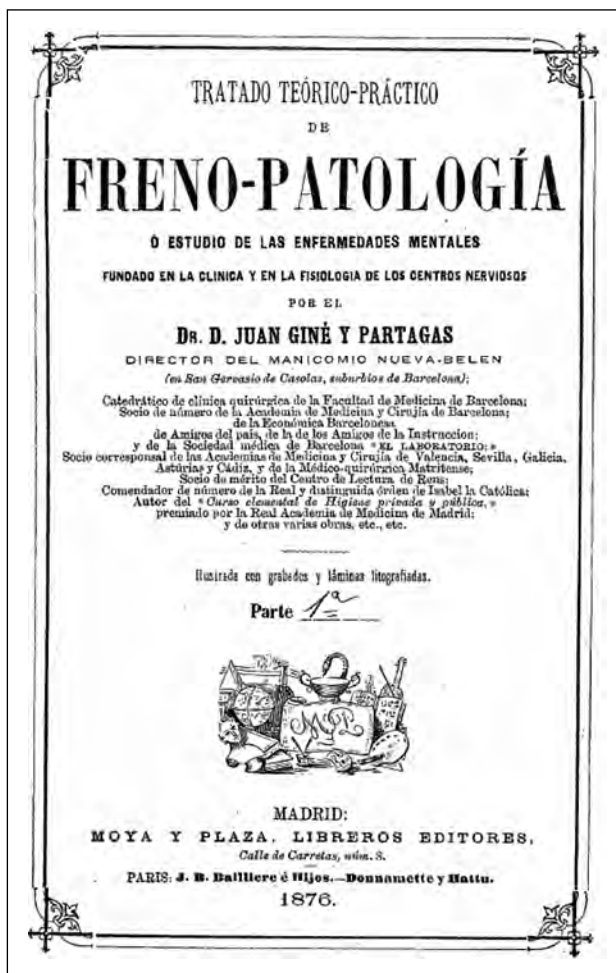 TRATADO TEÓRICO-PRÁCTICO
DE
FRENO-PATOLOGÍA
Ó ESTUDIO DE LAS ENFERMEDADES MENTALES
FUNDADO EN LA CLINICA Y EN LA FISIOLOGIA DE LOS CENTROS NERVIOSOS
POR EL
DR. D. JUAN GINÉ Y PARTAGAS
DIRECTOR DEL MANICOMIO NUEVA-BELEN
(en San Gervasio de Casolas, suburbios de Barcelona);
Catedrático de clínica quirúrgica de la Facultad de Medicina de Barcelona;
Socio de número de la Academia de Medicina y Cirujía de Barcelona;
de la Económica Barcelonesa
de Amigos del país, de la de los Amigos de la Instruccion;
y de la Sociedad médica de Barcelona "EL LABORATORIO;"
Socio corresponsal de las Academias de Medicina y Cirujía de Valencia, Sevilla, Galicia,
Astúrias y Cádiz, y de la Médico-quirúrgica Matritense;
Socio de mérito del Centro de Lectura de Reus;
Comendador de número de la Real y distinguida órden de Isabel la Católica;
Autor del "Curso elemental de Higiene privada y pública,"
premiado por la Real Academia de Medicina de Madrid;
y de otras varias obras, etc., etc.
Ilustrada con grabados y láminas litografiadas.
Parte 1ª
MADRID:
MOYA Y PLAZA, LIBREROS EDITORES,
Calle de Carretas, núm. 8.
PARIS: J. B. Bailliere é Hijos.—Donnamette y Hattu.
1876.